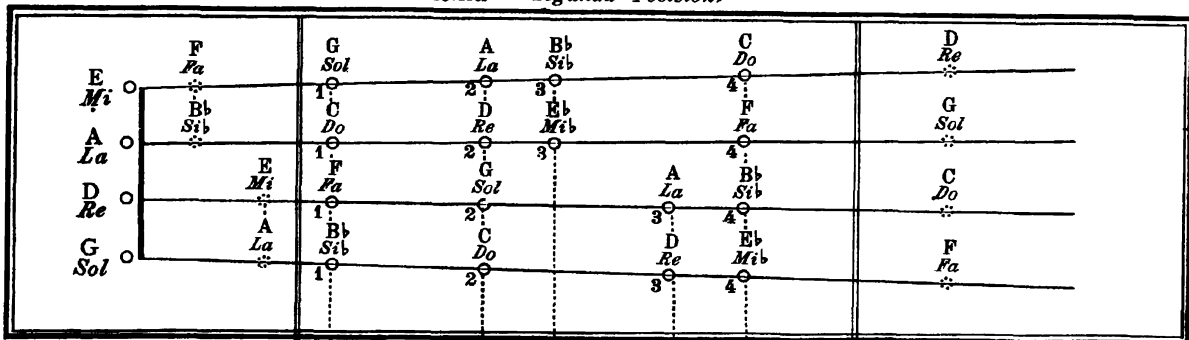 F G A B♭ C D
Fa Sol La Si♭ Do Re
E
Mi
1 2 3 4
B♭ C D E♭ F G
Si♭ Do Re Mi♭ Fa Sol
A
La
1 2 3 4
E F G A B♭ C
Mi Fa Sol La Si♭ Do
D
Re
1 2 3 4
A B♭ C D E♭ F
La Si♭ Do Re Mi♭ Fa
G
Sol
1 2 3 4